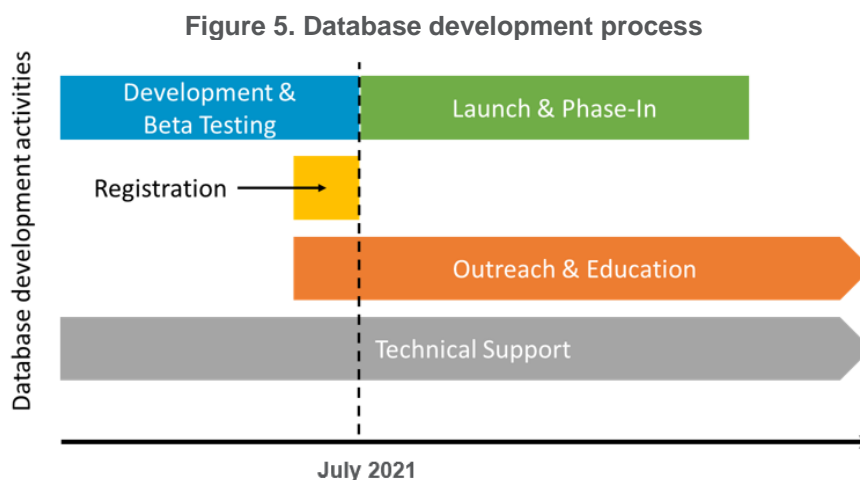 Figure 5. Database development process
Database development activities
Development &
Beta Testing
Launch & Phase-In
Registration
Outreach & Education
Technical Support
July 2021